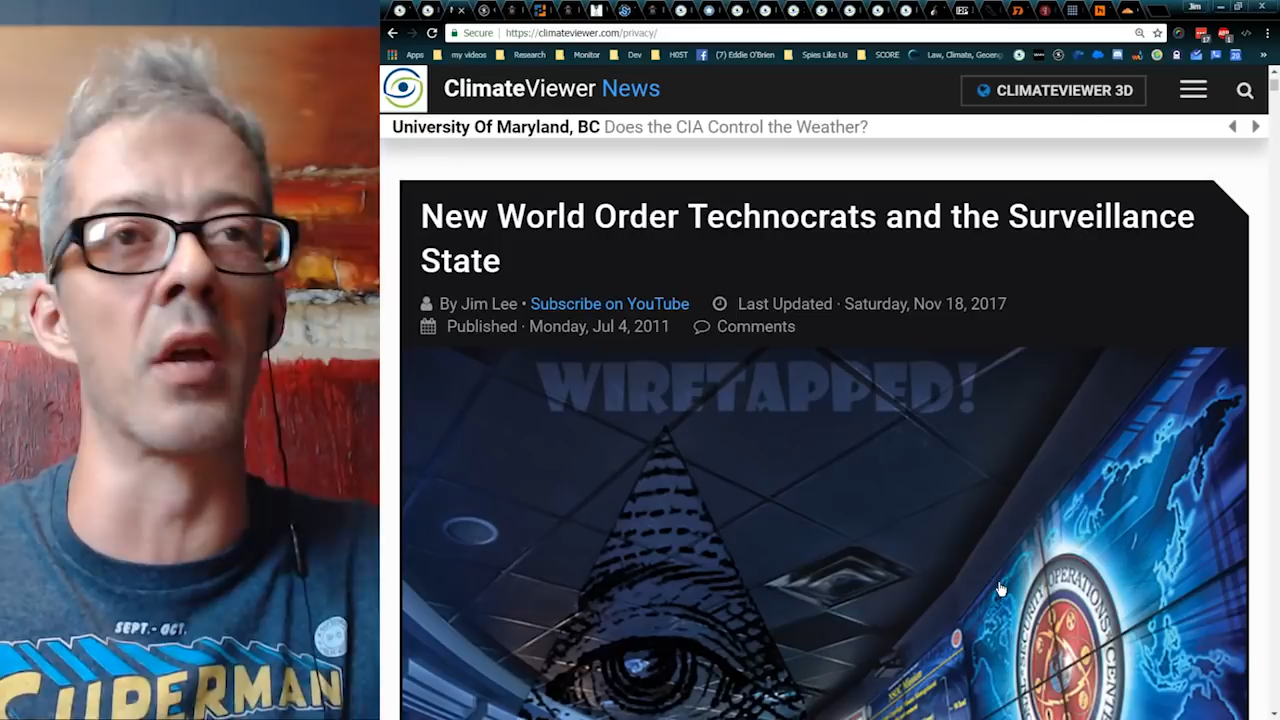 Jim
Secure https://climateviewer.com/privacy/
Apps my videos Research Monitor Dev H0ST (7) Eddie O'Brien Spies Like Us SCORE Law, Climate, Geoeng
ClimateViewer News
CLIMATEVIEWER 3D
University Of Maryland, BC Does the CIA Control the Weather?
New World Order Technocrats and the Surveillance
State
By Jim Lee • Subscribe on YouTube Last Updated · Saturday, Nov 18, 2017
Published · Monday, Jul 4, 2011 Comments
WIRETAPPED!
SECURITY OPERATIONS CENTER
SEPT.-OCT.
SUPERMAN